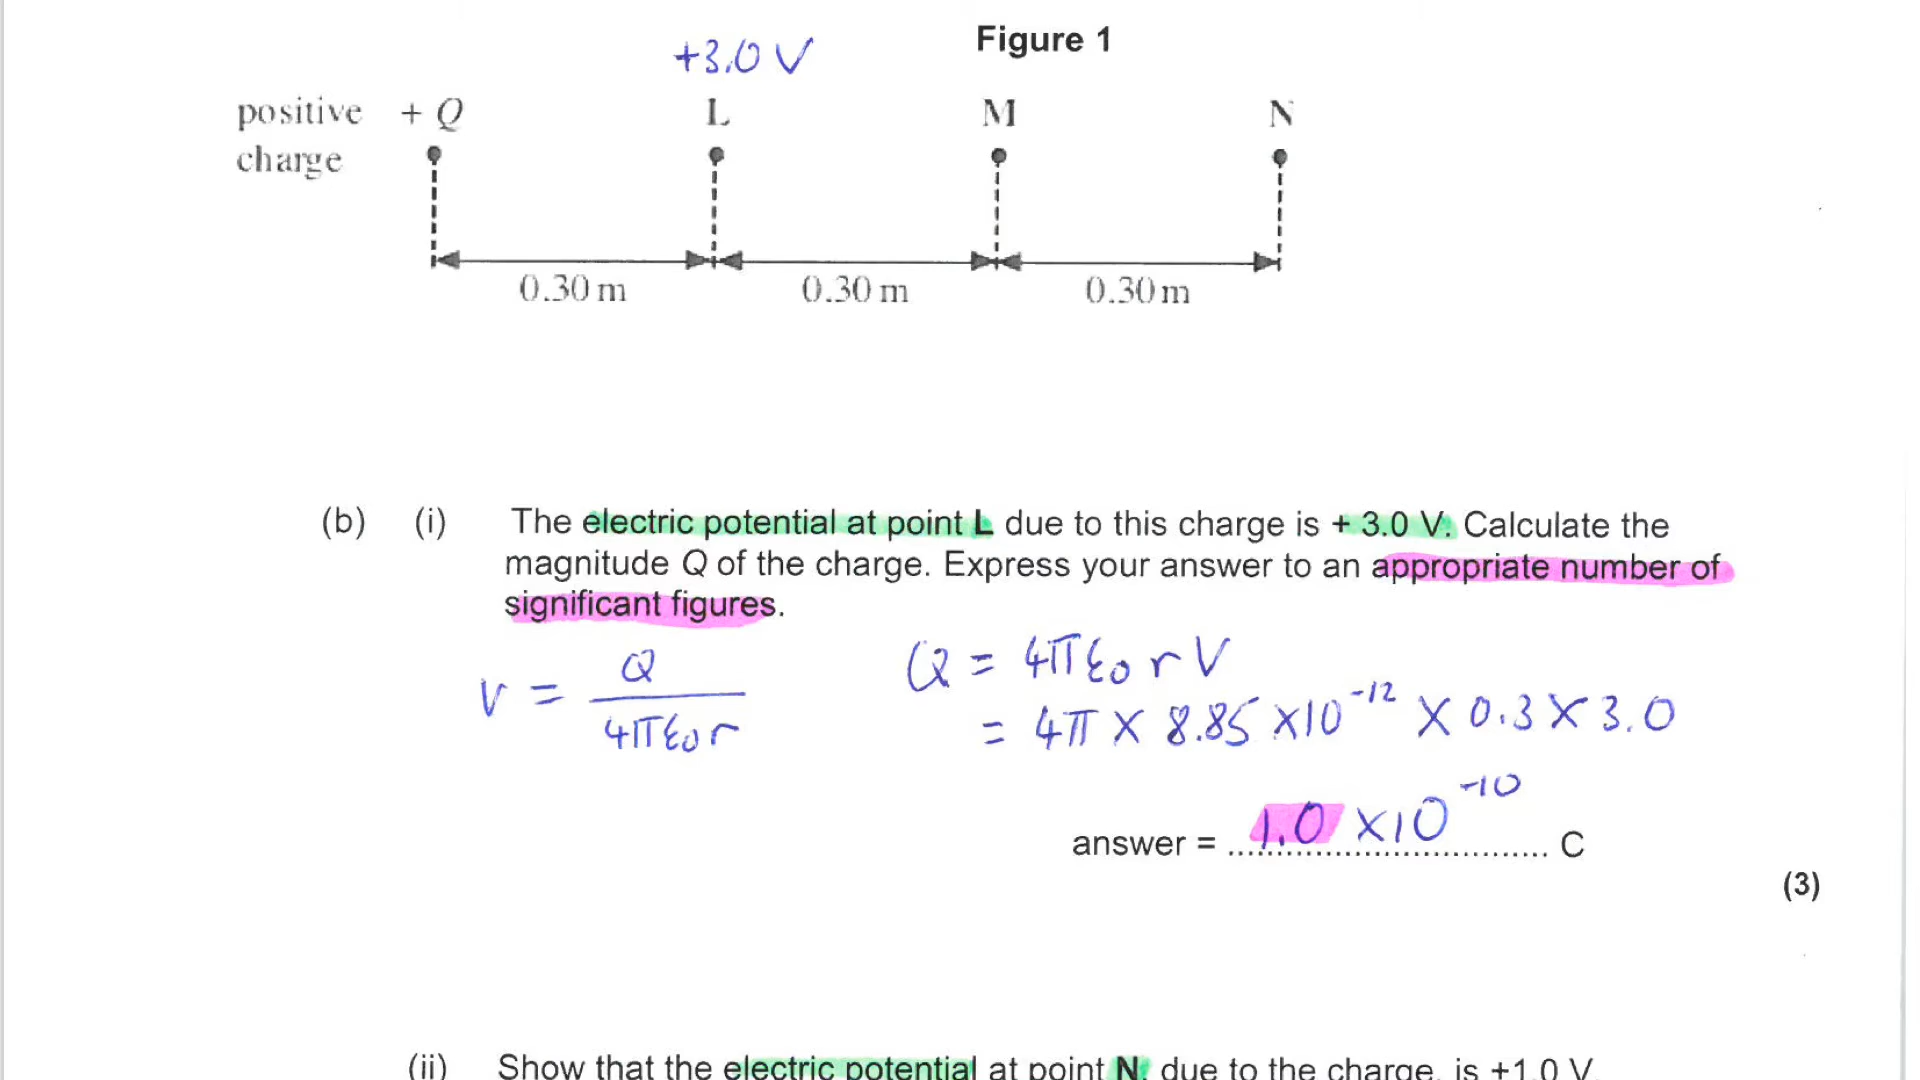 Figure 1
+3.0 V
positive + Q L M N
charge
0.30 m 0.30 m 0.30 m
(b) (i) The electric potential at point L due to this charge is + 3.0 V. Calculate the
magnitude Q of the charge. Express your answer to an appropriate number of
significant figures.
V = Q / 4πε0r
Q = 4πε0 r V
= 4π × 8.85 ×10^-12 × 0.3 × 3.0
answer = 1.0 ×10^-10 C
(3)
(ii) Show that the electric potential at point N, due to the charge, is +1.0 V.